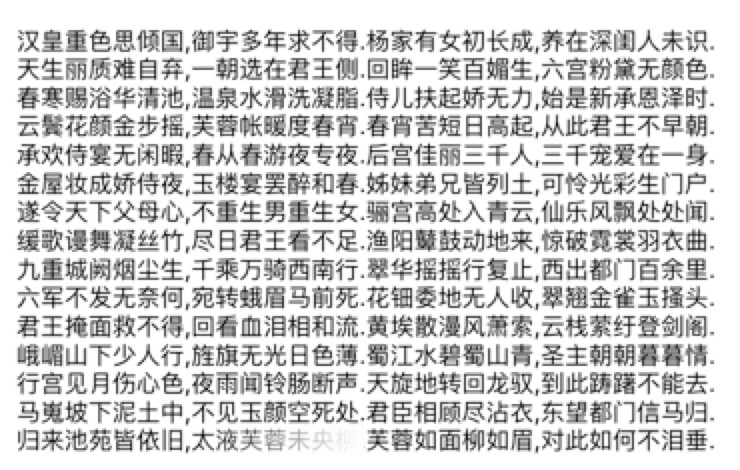 汉皇重色思倾国,御宇多年求不得.杨家有女初长成,养在深闺人未识.
天生丽质难自弃,一朝选在君王侧.回眸一笑百媚生,六宫粉黛无颜色.
春寒赐浴华清池,温泉水滑洗凝脂.侍儿扶起娇无力,始是新承恩泽时.
云鬓花颜金步摇,芙蓉帐暖度春宵.春宵苦短日高起,从此君王不早朝.
承欢侍宴无闲暇,春从春游夜专夜.后宫佳丽三千人,三千宠爱在一身.
金屋妆成娇侍夜,玉楼宴罢醉和春.姊妹弟兄皆列土,可怜光彩生门户.
遂令天下父母心,不重生男重生女.骊宫高处入青云,仙乐风飘处处闻.
缓歌谩舞凝丝竹,尽日君王看不足.渔阳鼙鼓动地来,惊破霓裳羽衣曲.
九重城阙烟尘生,千乘万骑西南行.翠华摇摇行复止,西出都门百余里.
六军不发无奈何,宛转蛾眉马前死.花钿委地无人收,翠翘金雀玉搔头.
君王掩面救不得,回看血泪相和流.黄埃散漫风萧索,云栈萦纡登剑阁.
峨嵋山下少人行,旌旗无光日色薄.蜀江水碧蜀山青,圣主朝朝暮暮情.
行宫见月伤心色,夜雨闻铃肠断声.天旋地转回龙驭,到此踌躇不能去.
马嵬坡下泥土中,不见玉颜空死处.君臣相顾尽沾衣,东望都门信马归.
归来池苑皆依旧,太液芙蓉未央柳 芙蓉如面柳如眉,对此如何不泪垂.